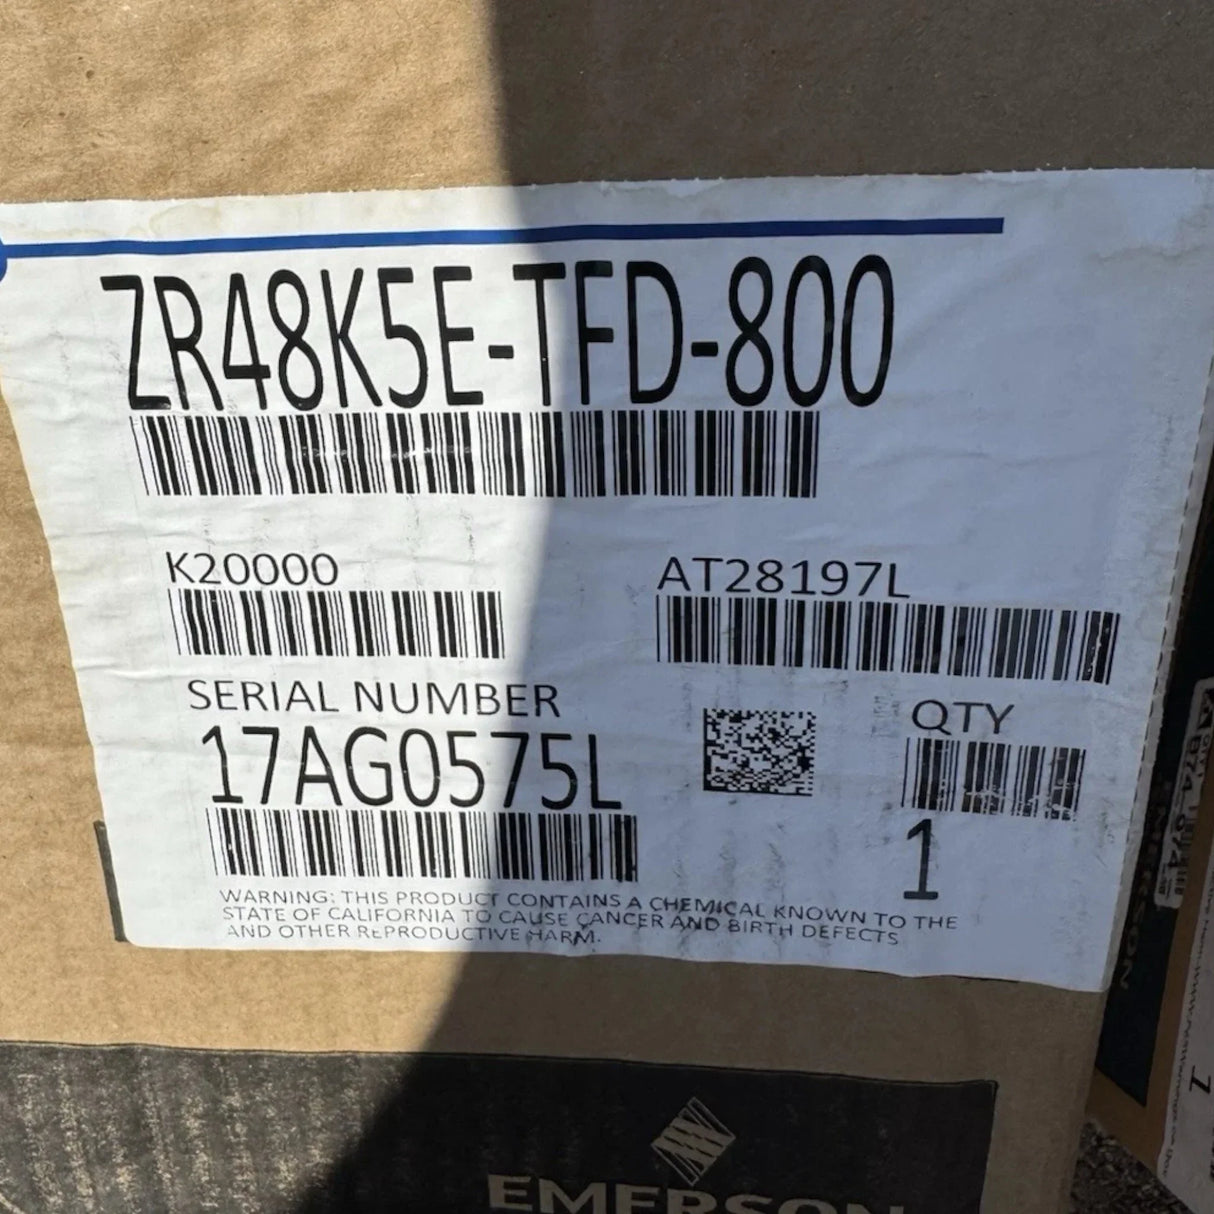 ZR48K5E-TFD-800
K20000
AT28197L
SERIAL NUMBER
17AG0575L
QTY
1
WARNING: THIS PRODUCT CONTAINS A CHEMICAL KNOWN TO THE
STATE OF CALIFORNIA TO CAUSE CANCER AND BIRTH DEFECTS
AND OTHER REPRODUCTIVE HARM.
EMERSON
EMERSON